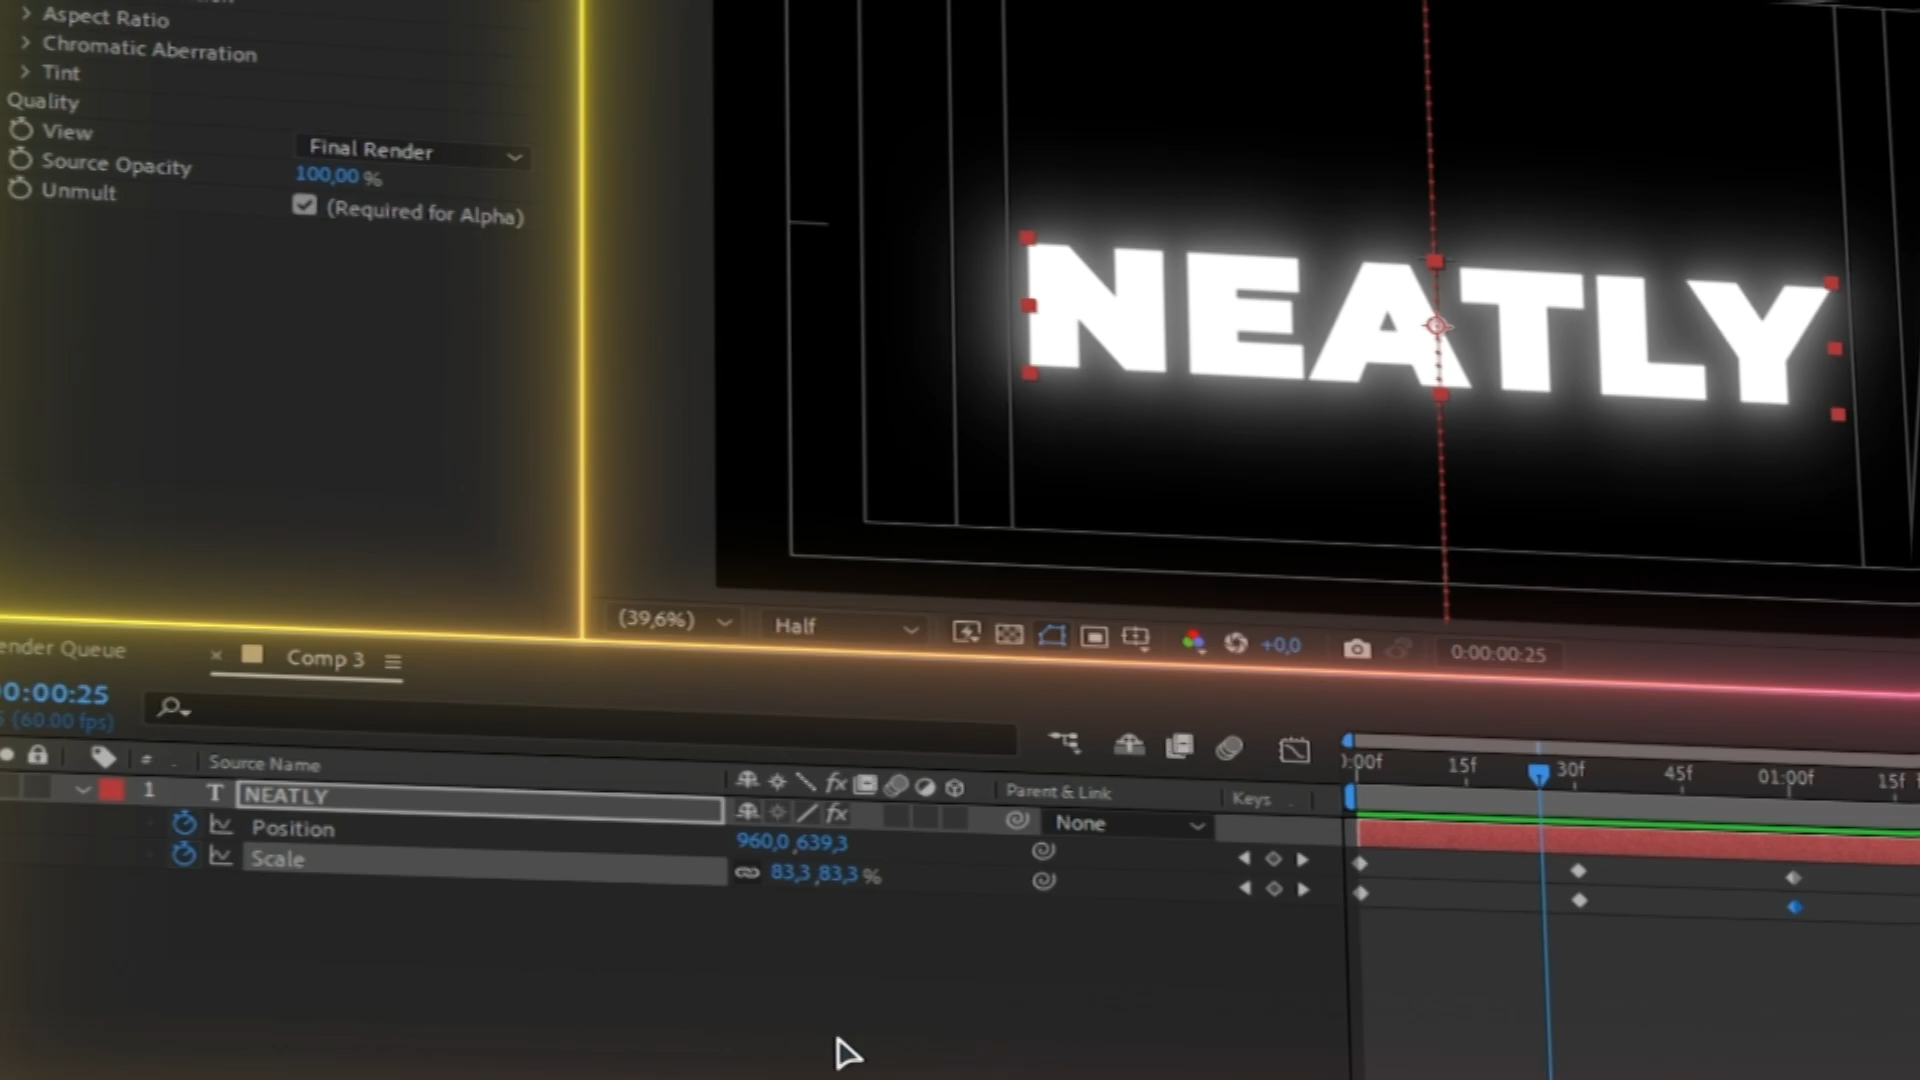 Aspect Ratio
Chromatic Aberration
Tint
Quality
View
Final Render
Source Opacity
100,00 %
Unmult
(Required for Alpha)
NEATLY
(39,6%)
Half
+0,0
0:00:00:25
ender Queue
× Comp 3
0:00:25
(60.00 fps)
# . Source Name
fx
Parent & Link
Keys .
0:00f 15f 30f 45f 01:00f 15f
1 T NEATLY
fx
None
Position
960,0 ,639,3
Scale
83,3 ,83,3 %